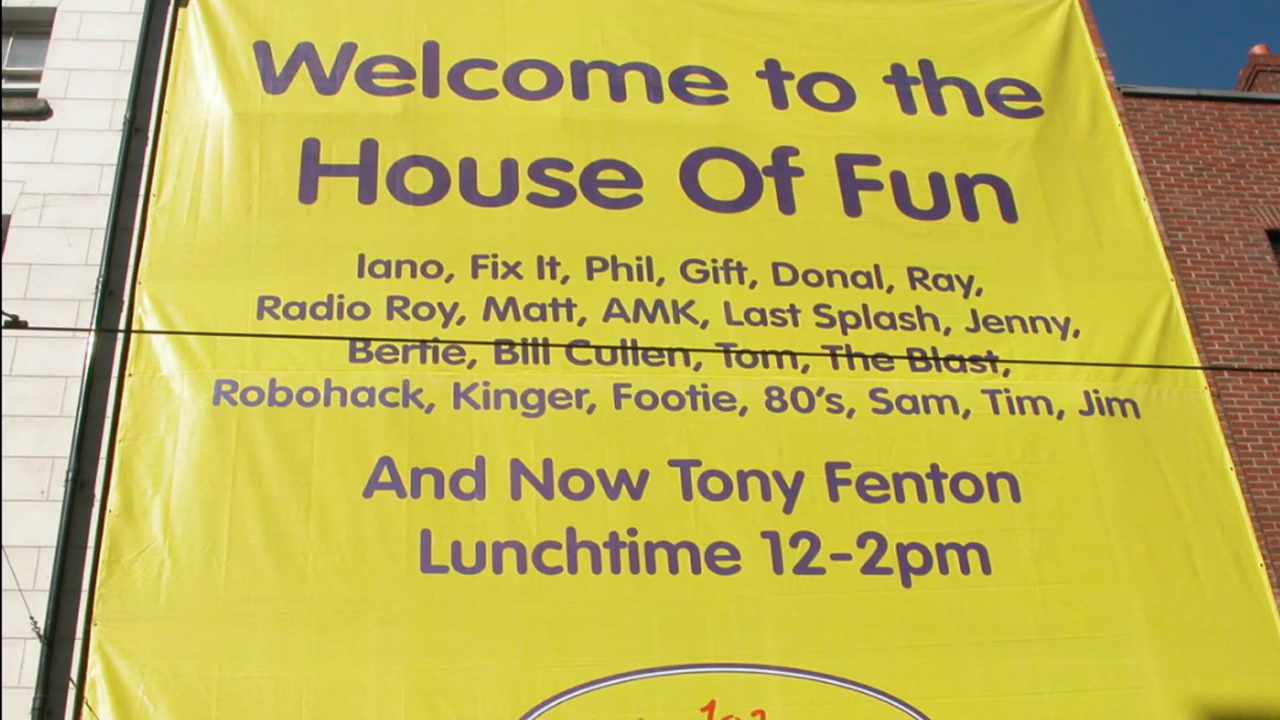 Welcome to the
House Of Fun
Iano, Fix It, Phil, Gift, Donal, Ray,
Radio Roy, Matt, AMK, Last Splash, Jenny,
Bertie, Bill Cullen, Tom, The Blast,
Robohack, Kinger, Footie, 80's, Sam, Tim, Jim
And Now Tony Fenton
Lunchtime 12-2pm